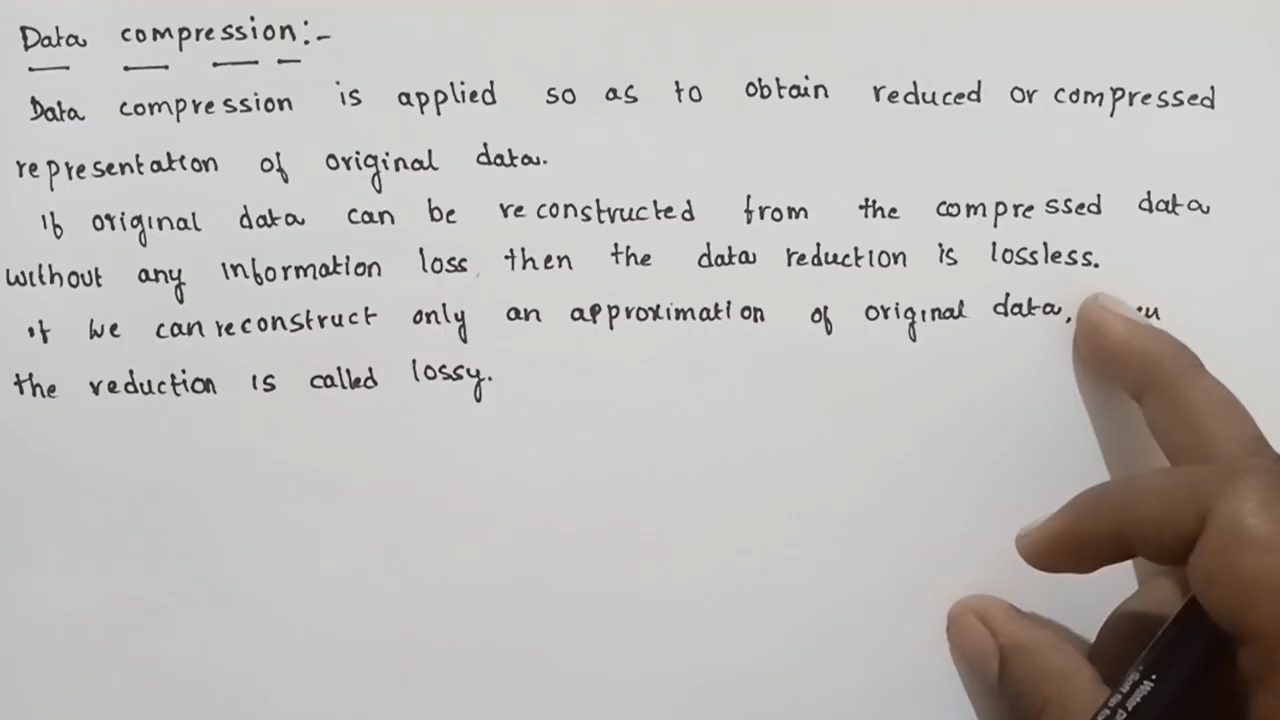 Data compression:-
Data compression is applied so as to obtain reduced or compressed
representation of original data.
If original data can be reconstructed from the compressed data
without any information loss then the data reduction is lossless.
if we can reconstruct only an approximation of original data,
the reduction is called lossy.